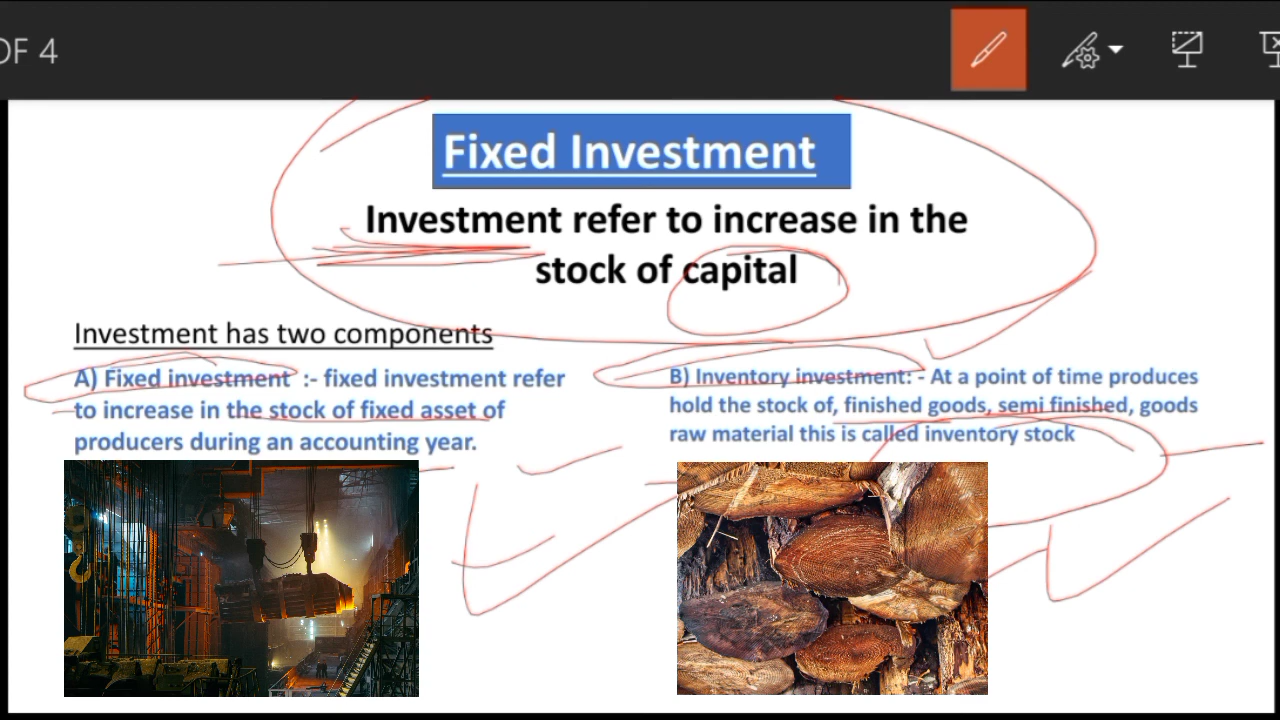 OF 4
Fixed Investment
Investment refer to increase in the
stock of capital
Investment has two components
A) Fixed investment :- fixed investment refer
to increase in the stock of fixed asset of
producers during an accounting year.
B) Inventory investment: - At a point of time produces
hold the stock of, finished goods, semi finished, goods
raw material this is called inventory stock